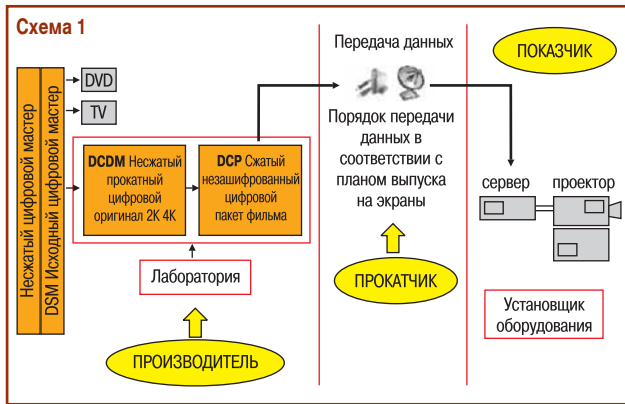 Схема 1
Несжатый цифровой мастер
DSM Исходный цифровой мастер
DVD
TV
DCDM Несжатый
прокатный
цифровой
оригинал 2K 4K
DCP Сжатый
незашифрованный
цифровой
пакет фильма
Лаборатория
ПРОИЗВОДИТЕЛЬ
Передача данных
Порядок передачи
данных в
соответствии с
планом выпуска
на экраны
ПРОКАТЧИК
ПОКАЗЧИК
сервер
проектор
Установщик
оборудования